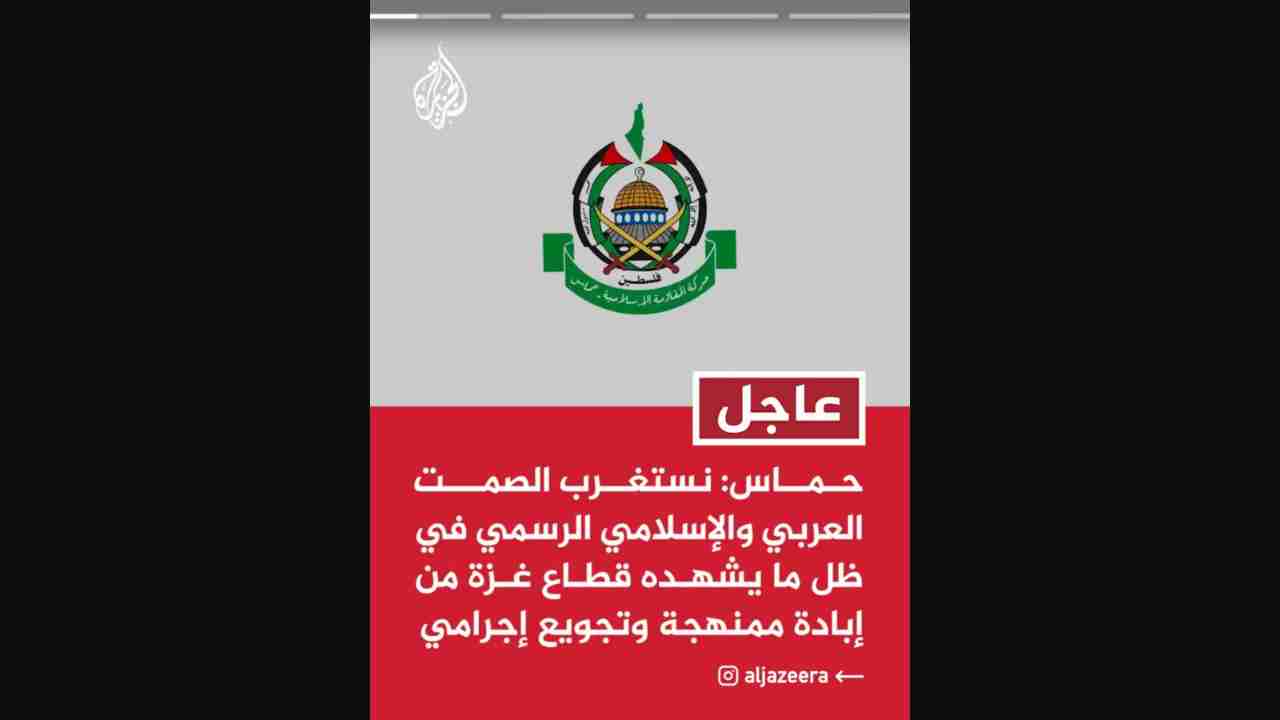 الجزيرة
فلسطين
حركة المقاومة الإسلامية - حماس
عاجل
حماس: نستغرب الصمت
العربي والإسلامي الرسمي في
ظل ما يشهده قطاع غزة من
إبادة ممنهجة وتجويع إجرامي
aljazeera